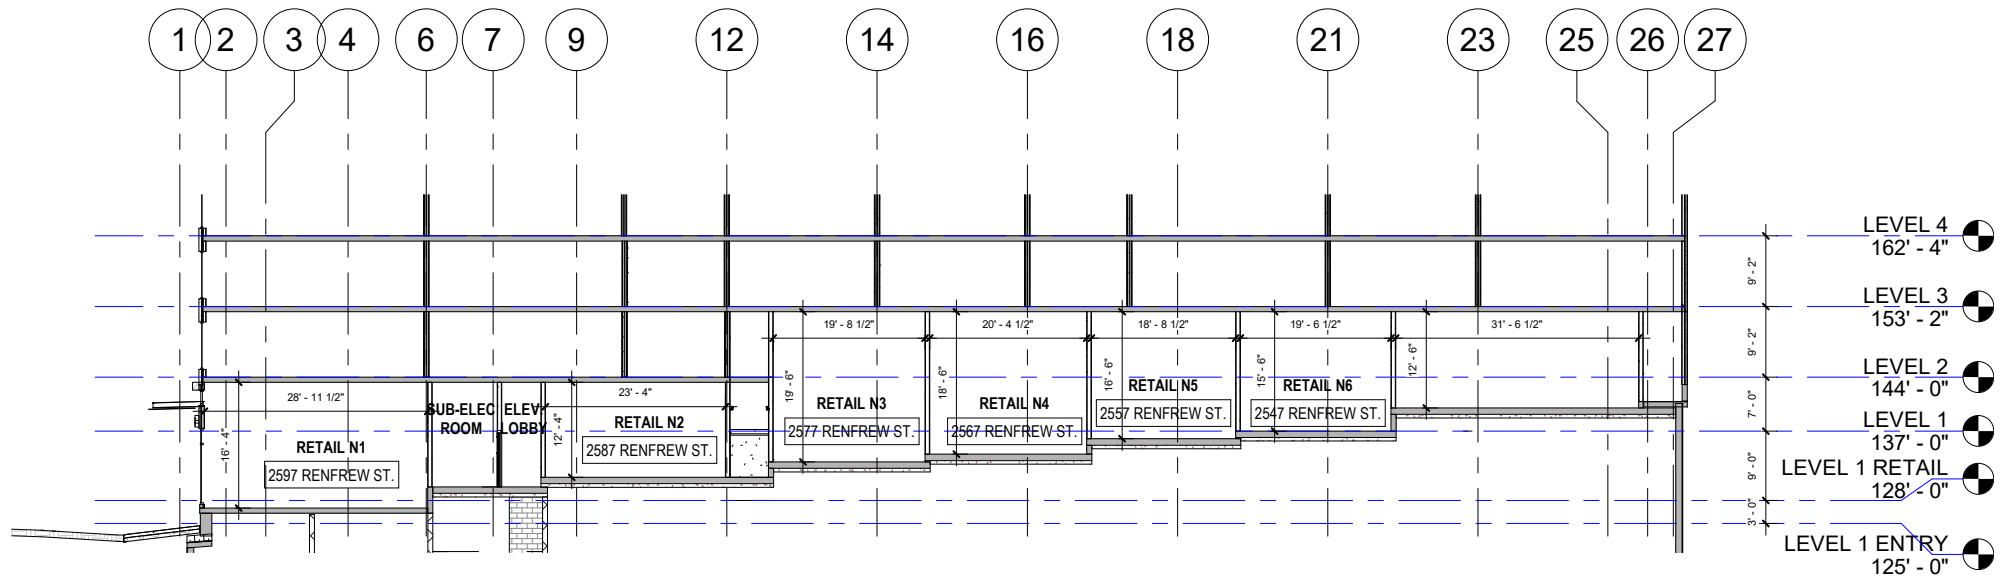 1 2 3 4 6 7 9 12 14 16 18 21 23 25 26 27
LEVEL 4
162' - 4"
9' - 2"
LEVEL 3
153' - 2"
19' - 8 1/2" 20' - 4 1/2" 18' - 8 1/2" 19' - 6 1/2" 31' - 6 1/2"
9' - 2"
LEVEL 2
144' - 0"
19' - 6" 18' - 6" 16' - 6" 15' - 6" 12' - 6"
28' - 11 1/2" 23' - 4"
RETAIL N5 RETAIL N6
2557 RENFREW ST. 2547 RENFREW ST.
RETAIL N3 RETAIL N4
2577 RENFREW ST. 2567 RENFREW ST.
SUB-ELEC ELEV
ROOM LOBBY
12' - 4"
RETAIL N2
2587 RENFREW ST.
7' - 0"
LEVEL 1
137' - 0"
16' - 4"
RETAIL N1
2597 RENFREW ST.
9' - 0"
LEVEL 1 RETAIL
128' - 0"
3' - 0"
LEVEL 1 ENTRY
125' - 0"